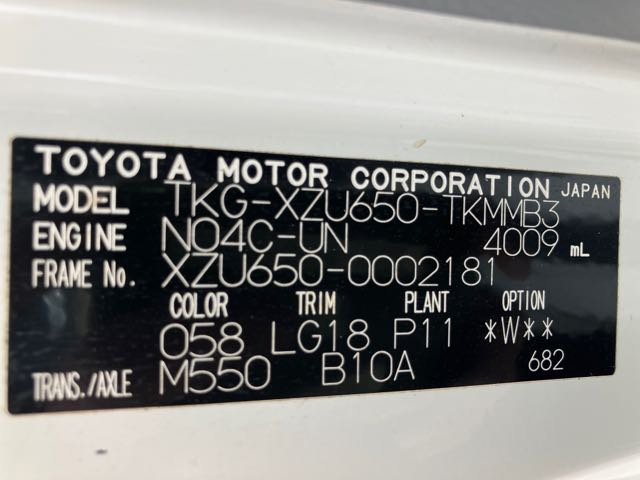 TOYOTA MOTOR CORPORATION JAPAN
MODEL TKG-XZU650-TKMMB3
ENGINE N04C-UN 4009 mL
FRAME No. XZU650-0002181
COLOR TRIM PLANT OPTION
058 LG18 P11 *W**
TRANS./AXLE M550 B10A 682